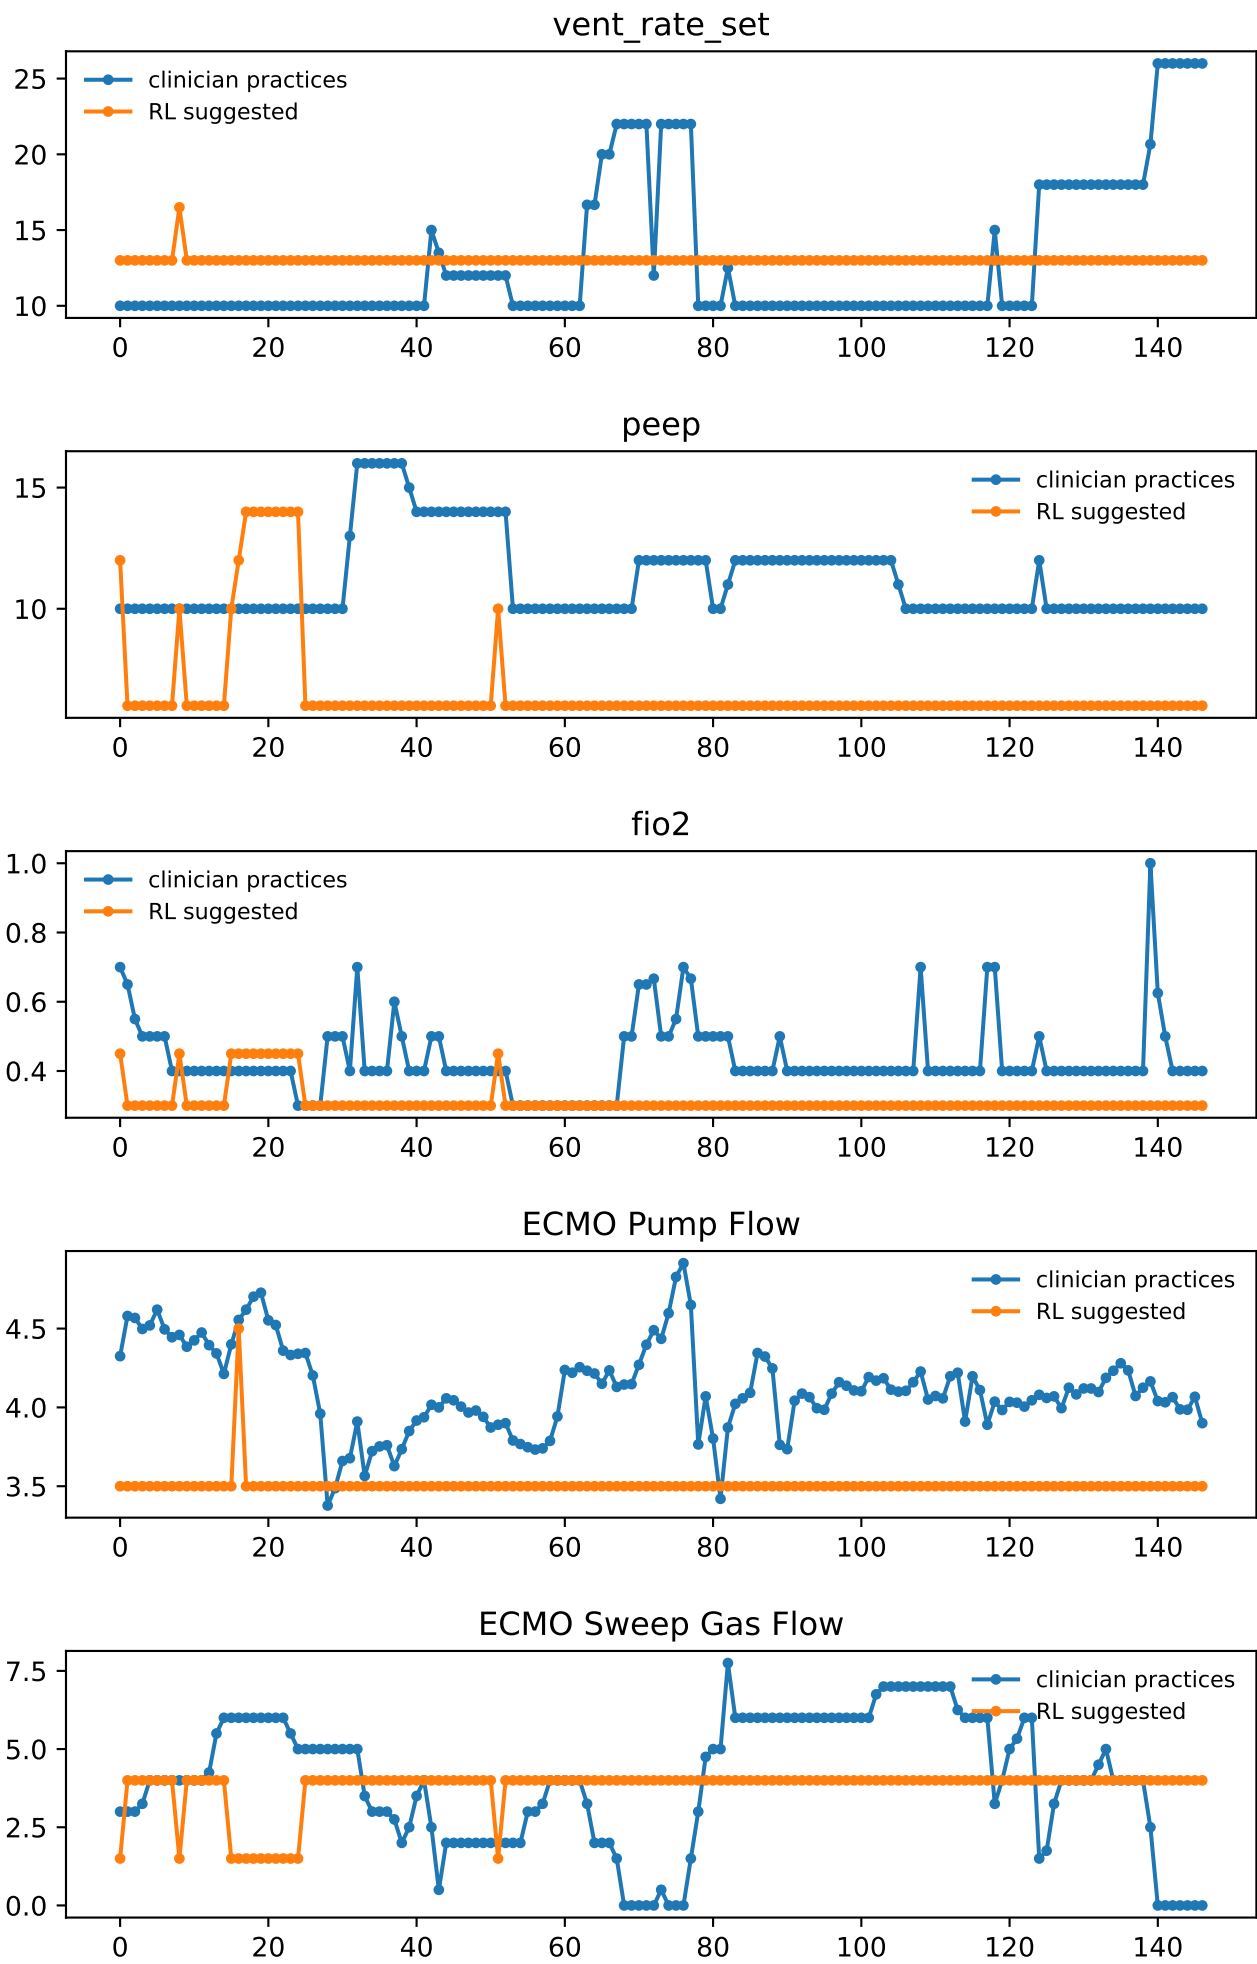 vent_rate_set
25
20
15
10
clinician practices
RL suggested
0 20 40 60 80 100 120 140
peep
15
10
clinician practices
RL suggested
0 20 40 60 80 100 120 140
fio2
1.0
0.8
0.6
0.4
clinician practices
RL suggested
0 20 40 60 80 100 120 140
ECMO Pump Flow
4.5
4.0
3.5
clinician practices
RL suggested
0 20 40 60 80 100 120 140
ECMO Sweep Gas Flow
7.5
5.0
2.5
0.0
clinician practices
RL suggested
0 20 40 60 80 100 120 140